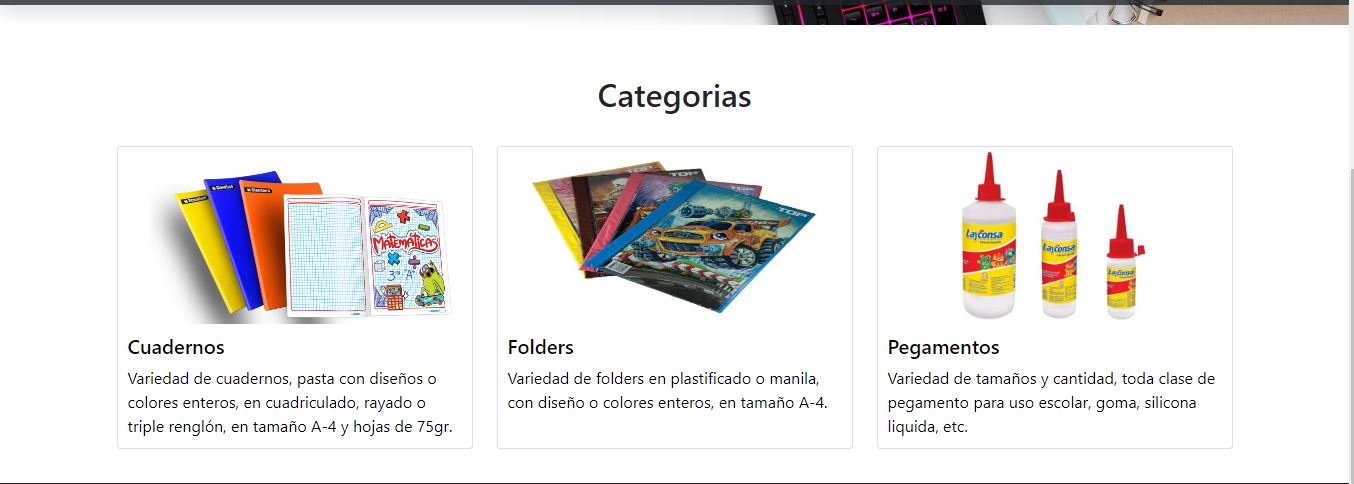 Categorias
Standard
Standard
Standard
MATEMÁTICAS
3ro "A"
TOP
TOP
TOP
TOP
Layconsa
Layconsa
Layconsa
Cuadernos
Variedad de cuadernos, pasta con diseños o
colores enteros, en cuadriculado, rayado o
triple renglón, en tamaño A-4 y hojas de 75gr.
Folders
Variedad de folders en plastificado o manila,
con diseño o colores enteros, en tamaño A-4.
Pegamentos
Variedad de tamaños y cantidad, toda clase de
pegamento para uso escolar, goma, silicona
liquida, etc.